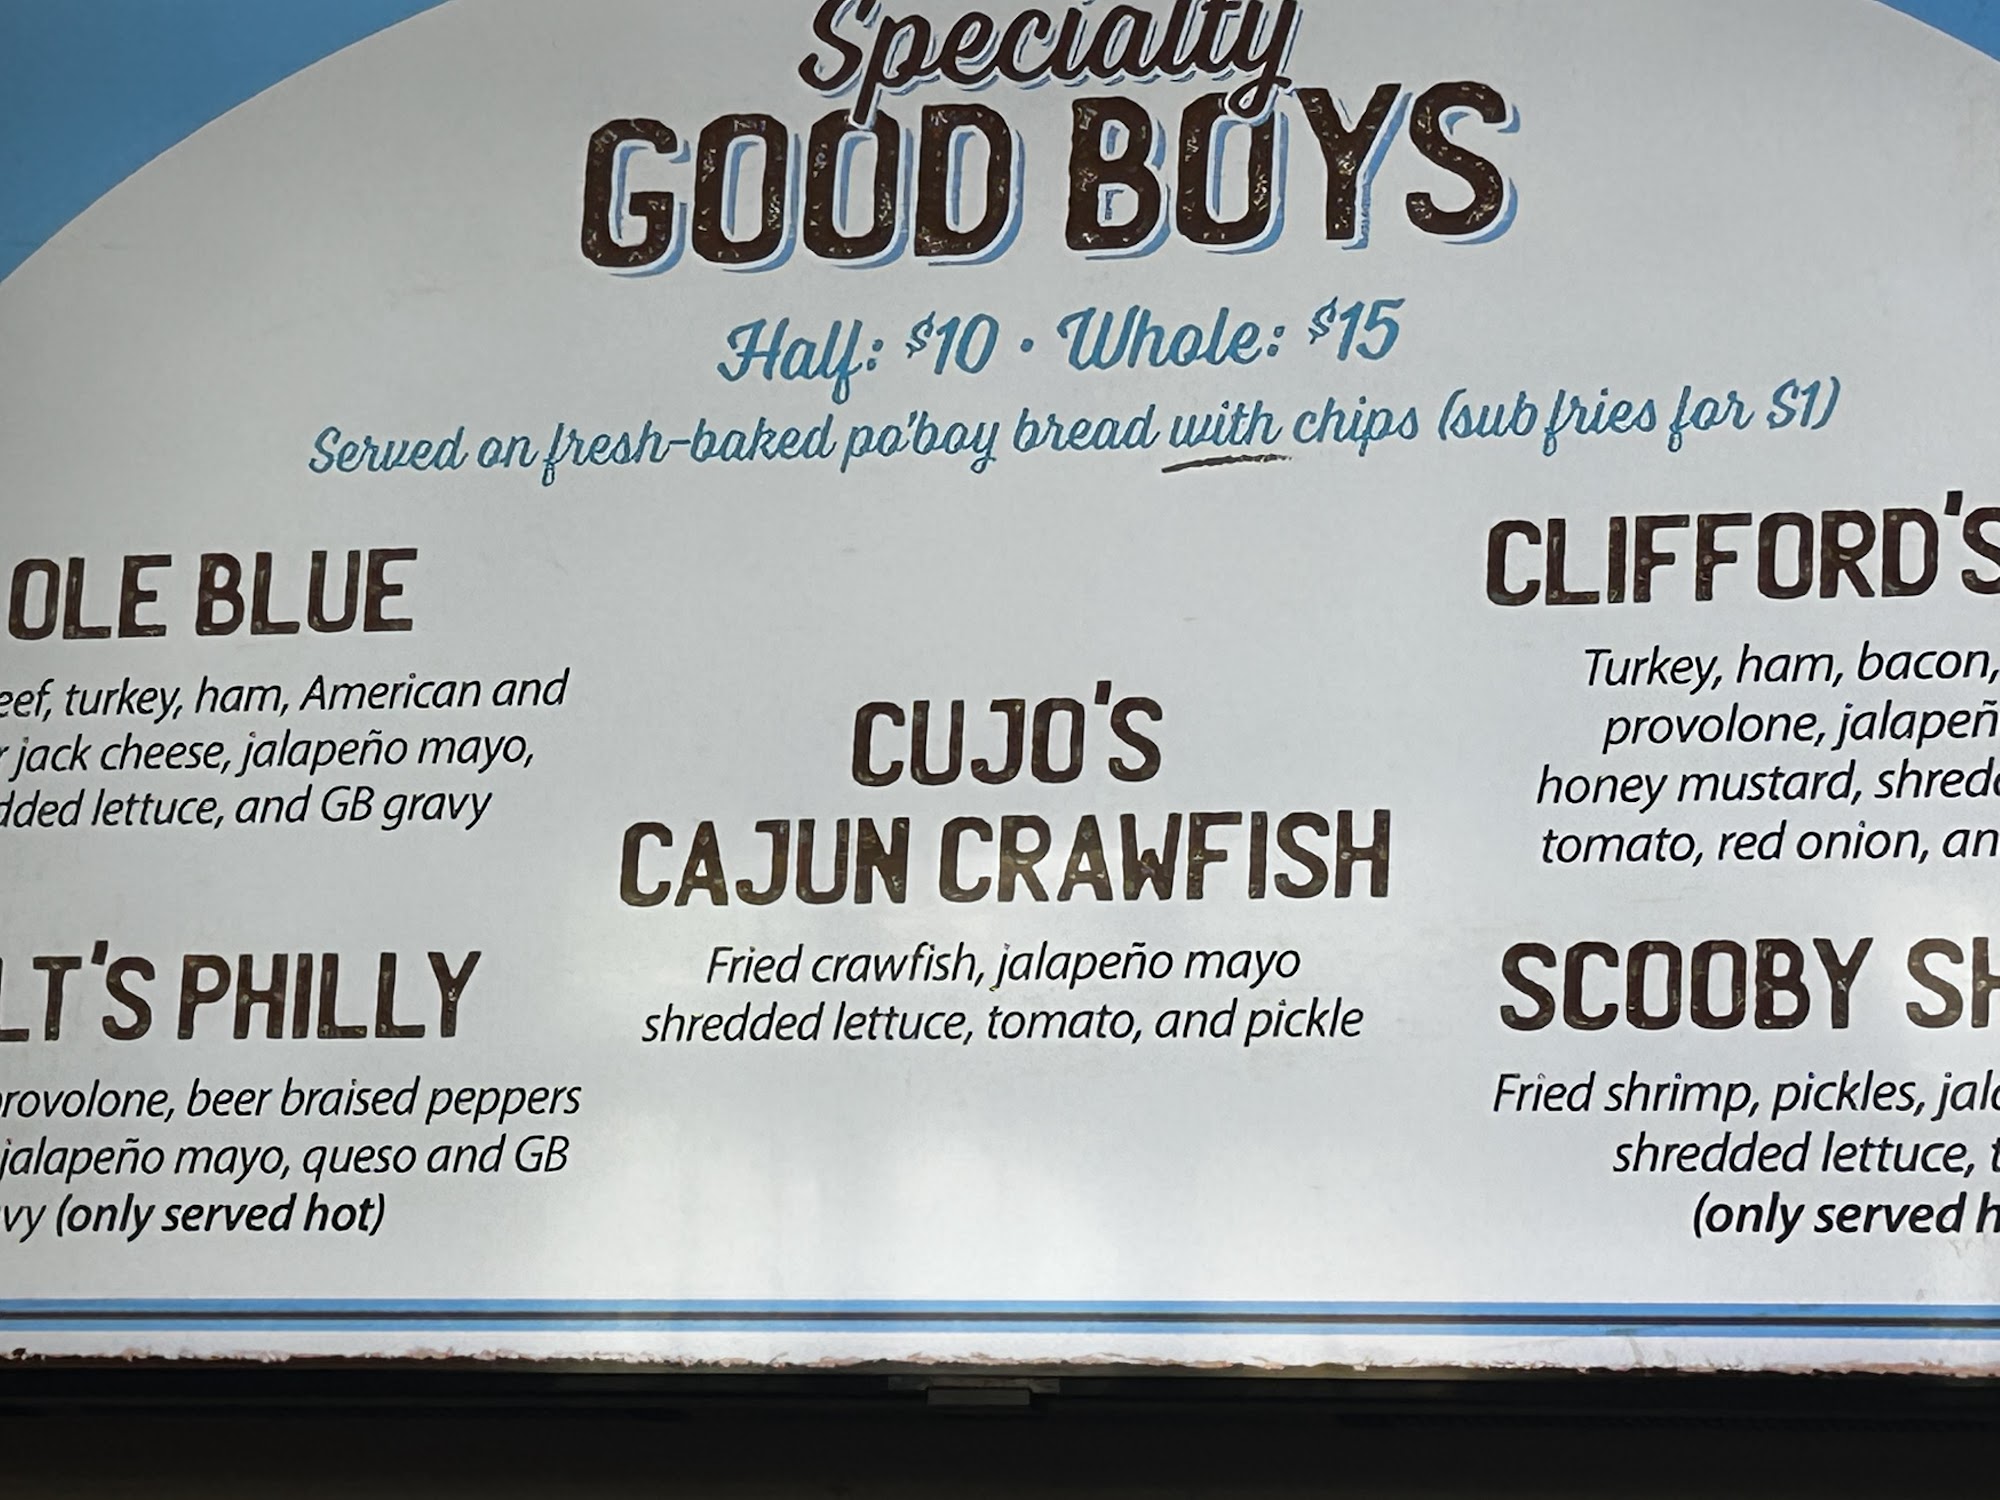 Specialty
GOOD BOYS
Half: $10 · Whole: $15
Served on fresh-baked po'boy bread with chips (sub fries for $1)
OLE BLUE
turkey, ham, American and
jack cheese, jalapeño mayo,
lettuce, and GB gravy
PHILLY
beer braised peppers
jalapeño mayo, queso and GB
(only served hot)
CUJO'S
CAJUN CRAWFISH
Fried crawfish, jalapeño mayo
shredded lettuce, tomato, and pickle
CLIFFORD'S
Turkey, ham, bacon,
provolone,
honey mustard,
tomato, red onion,
SCOOBY
Fried shrimp, pickles,
shredded lettuce,
(only served